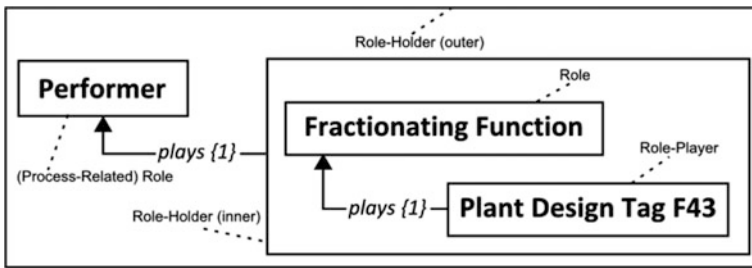 Role-Holder (outer)
Performer
Role
Fractionating Function
plays {1}
(Process-Related) Role
Role-Player
Role-Holder (inner)
plays {1}
Plant Design Tag F43